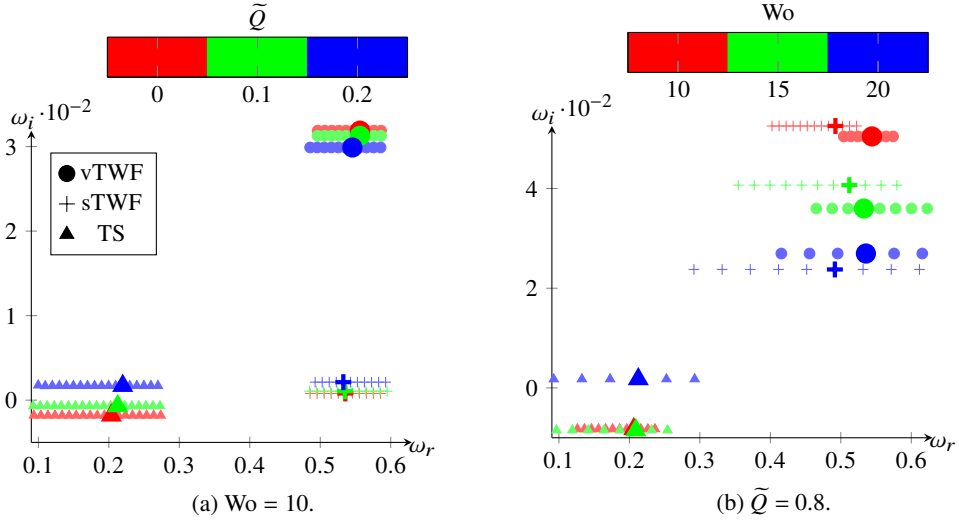 Q̃
0 0.1 0.2
ω_i · 10⁻²
3
2
1
0
vTWF
sTWF
TS
0.1 0.2 0.3 0.4 0.5 0.6
ω_r
(a) Wo = 10.
Wo
10 15 20
ω_i · 10⁻²
4
2
0
0.1 0.2 0.3 0.4 0.5 0.6
ω_r
(b) Q̃ = 0.8.